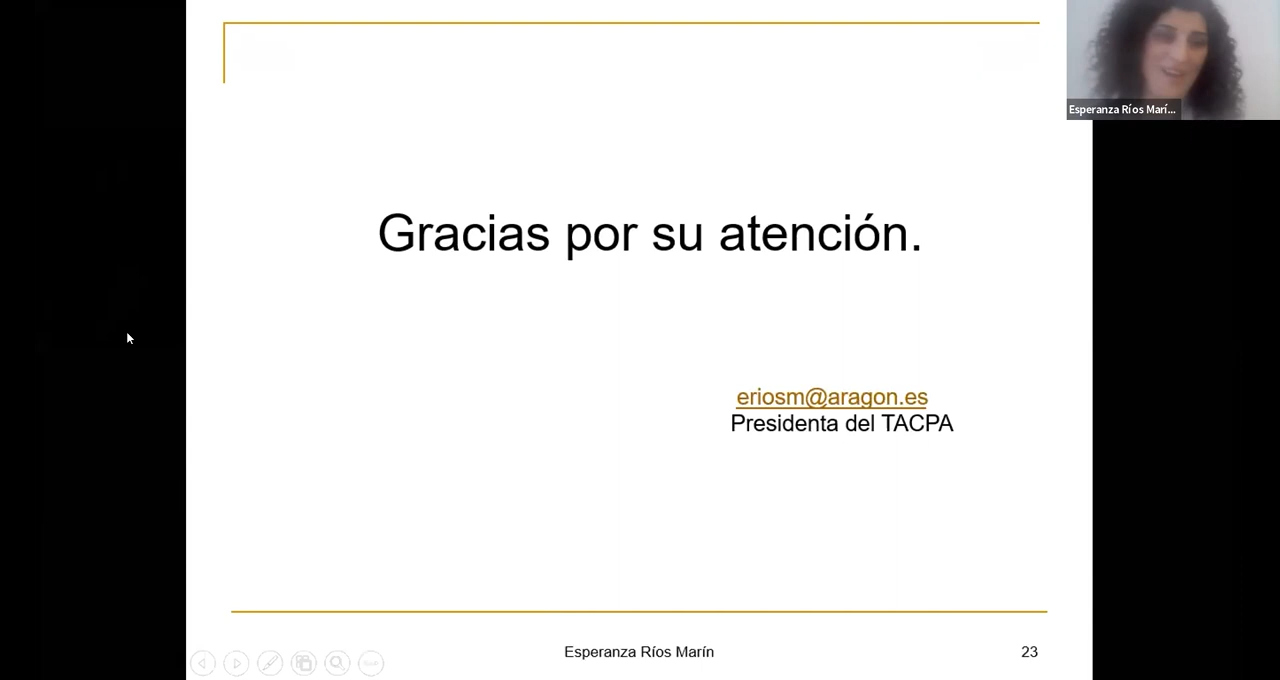 Esperanza Ríos Marí...
Gracias por su atención.
eriosm@aragon.es
Presidenta del TACPA
Esperanza Ríos Marín
23